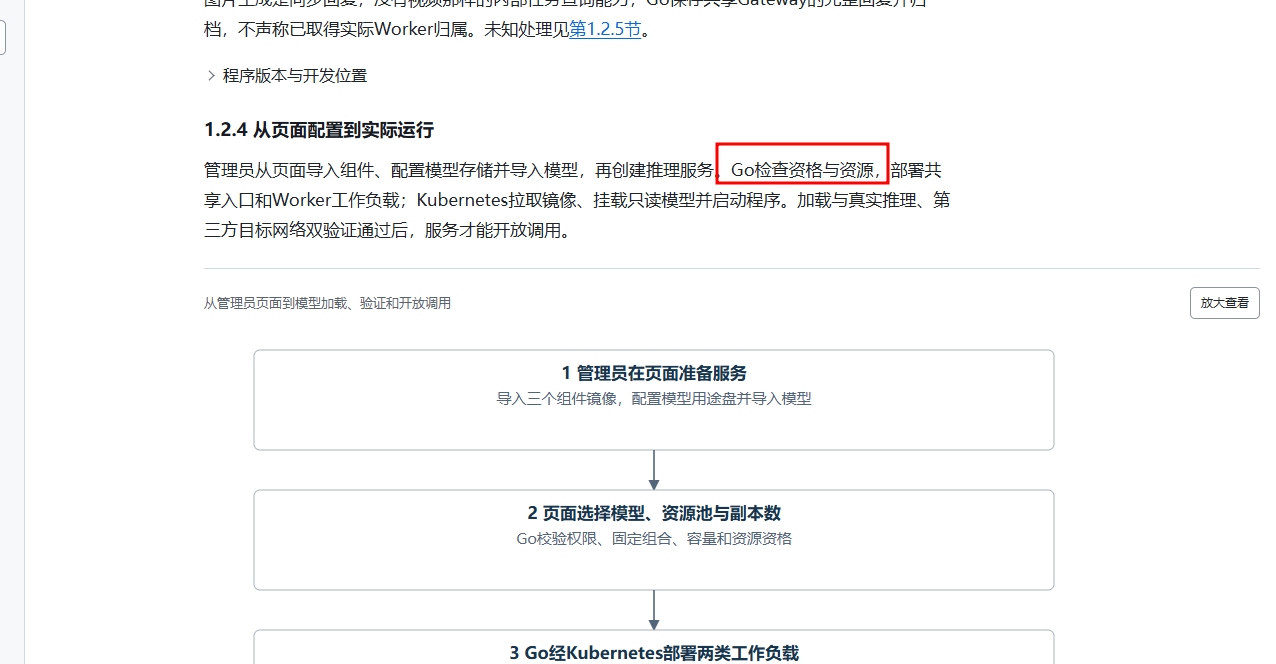 档，不声称已取得实际Worker归属。未知处理见第1.2.5节。
程序版本与开发位置
1.2.4 从页面配置到实际运行
管理员从页面导入组件、配置模型存储并导入模型，再创建推理服务。Go检查资格与资源，部署共
享入口和Worker工作负载；Kubernetes拉取镜像、挂载只读模型并启动程序。加载与真实推理、第
三方目标网络双验证通过后，服务才能开放调用。
从管理员页面到模型加载、验证和开放调用
放大查看
1 管理员在页面准备服务
导入三个组件镜像，配置模型用途盘并导入模型
2 页面选择模型、资源池与副本数
Go校验权限、固定组合、容量和资源资格
3 Go经Kubernetes部署两类工作负载